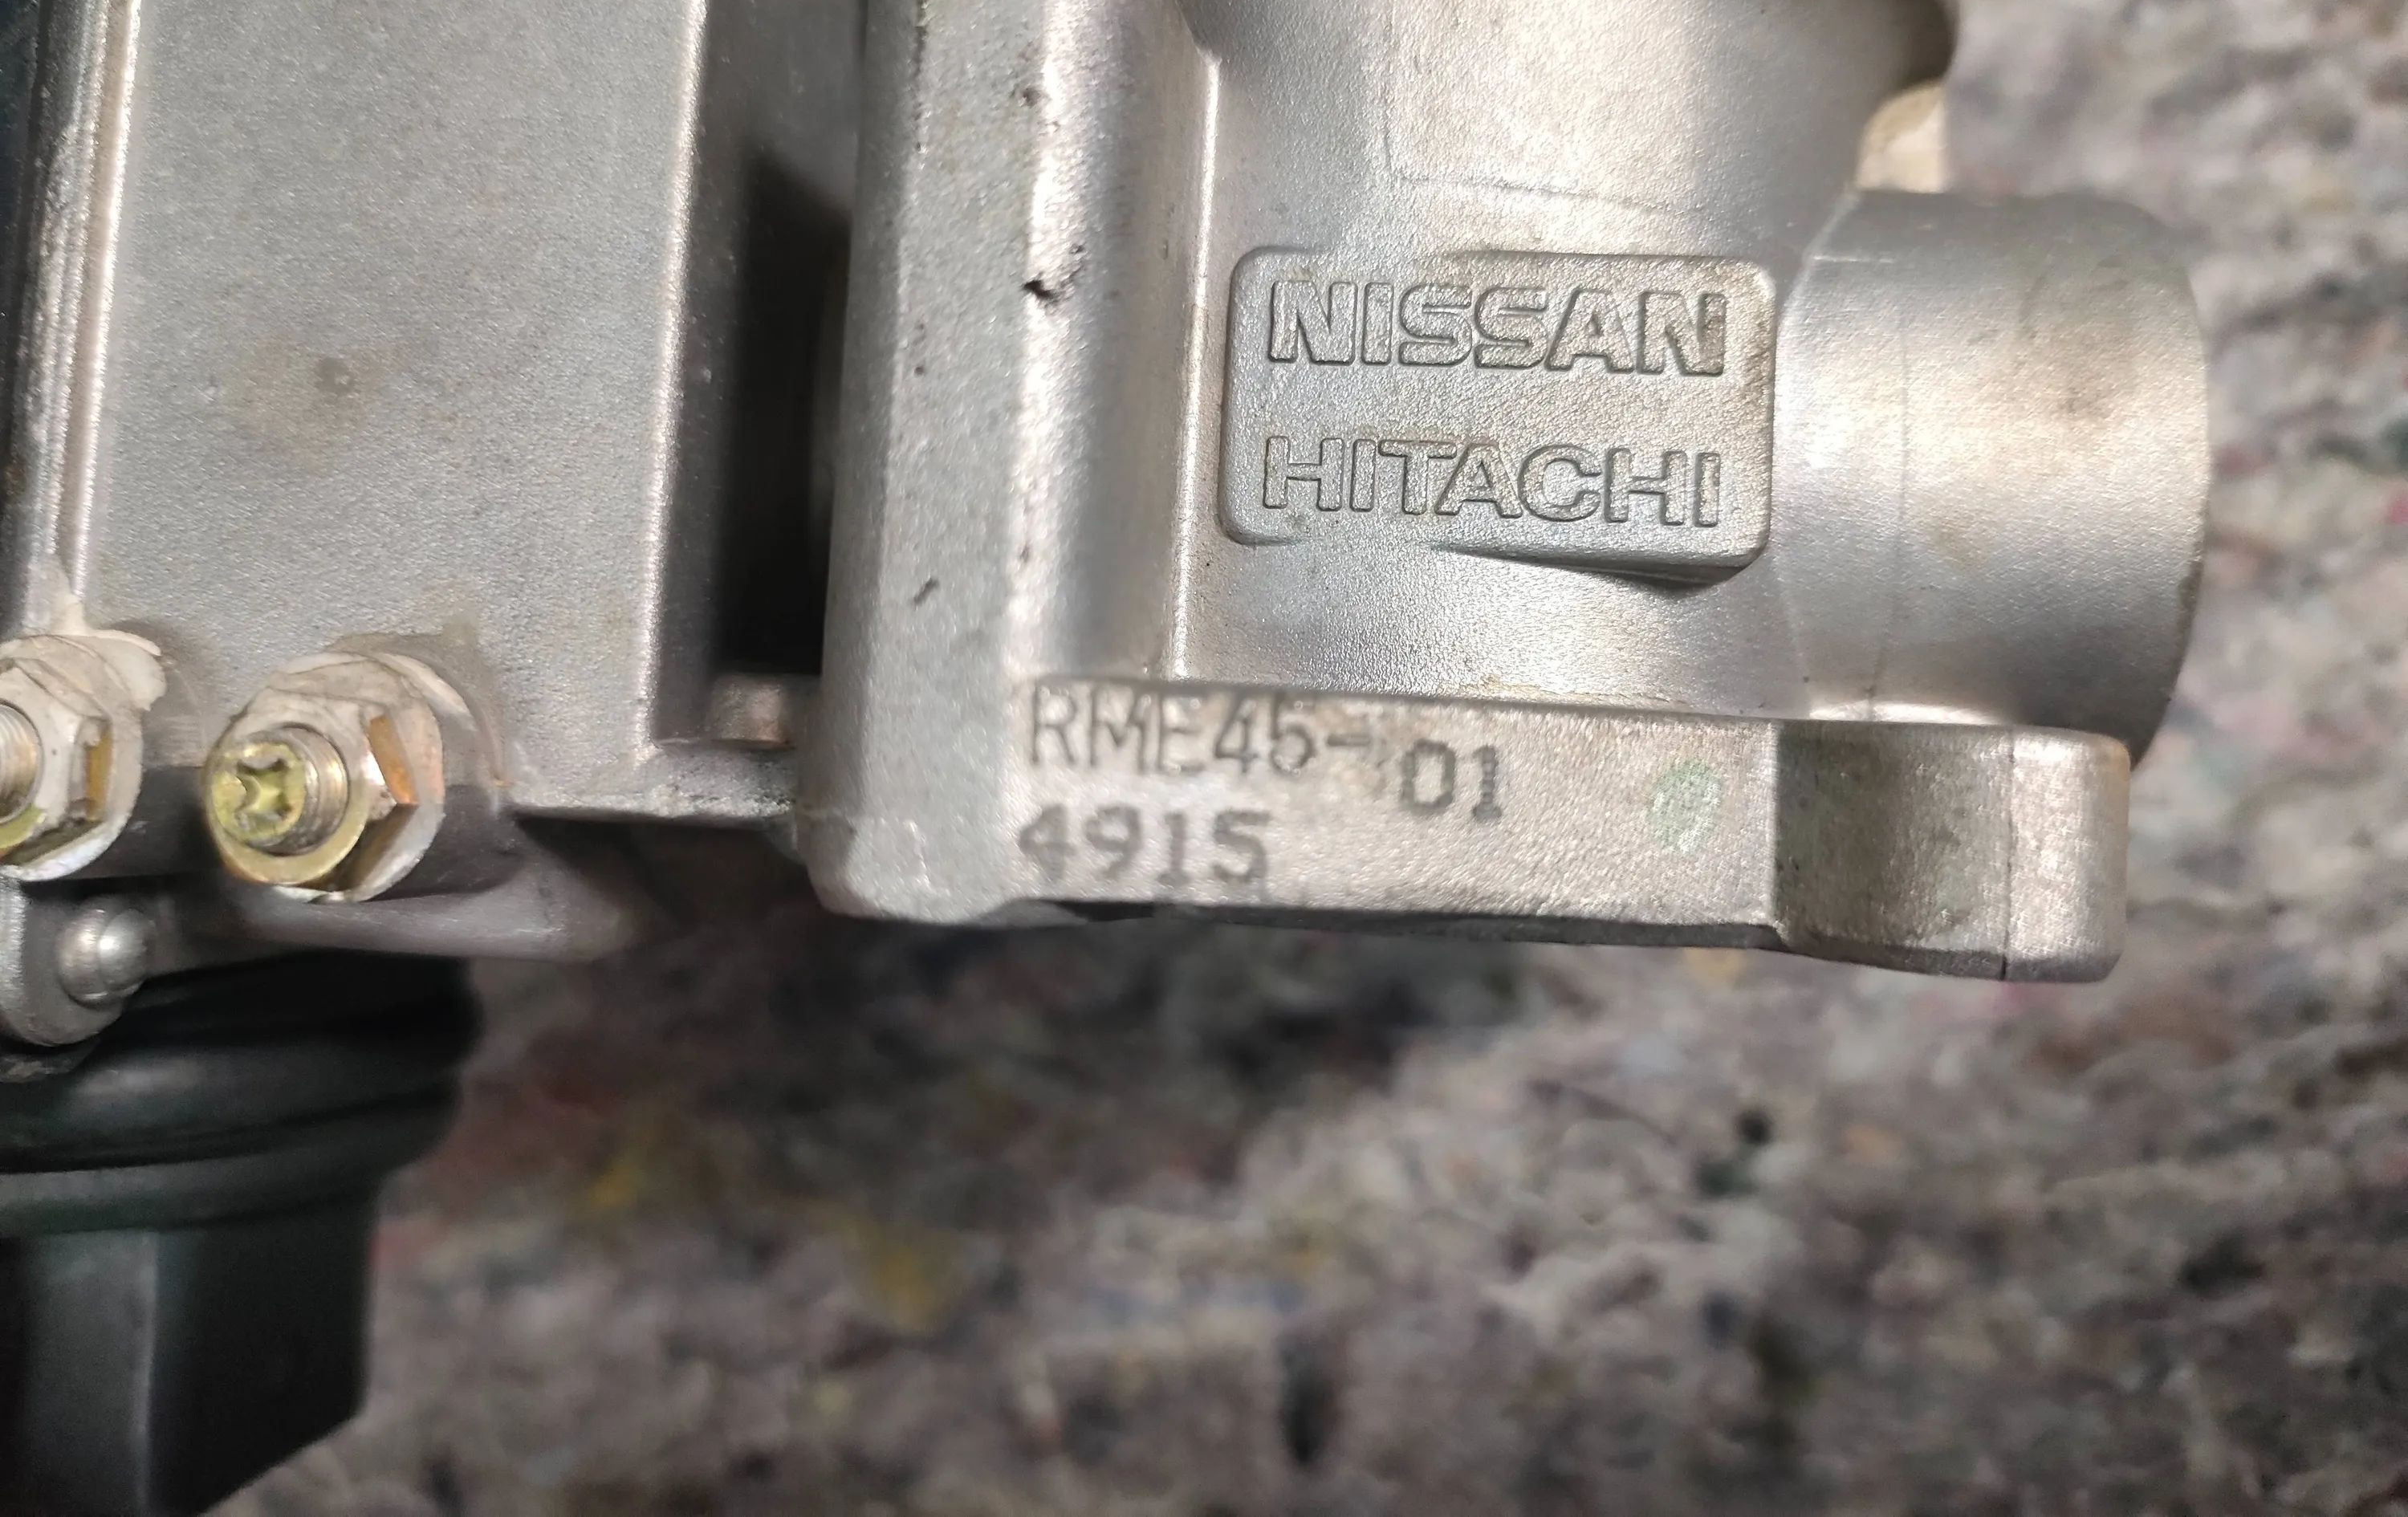 NISSAN
HITACHI
RME45-01
4915